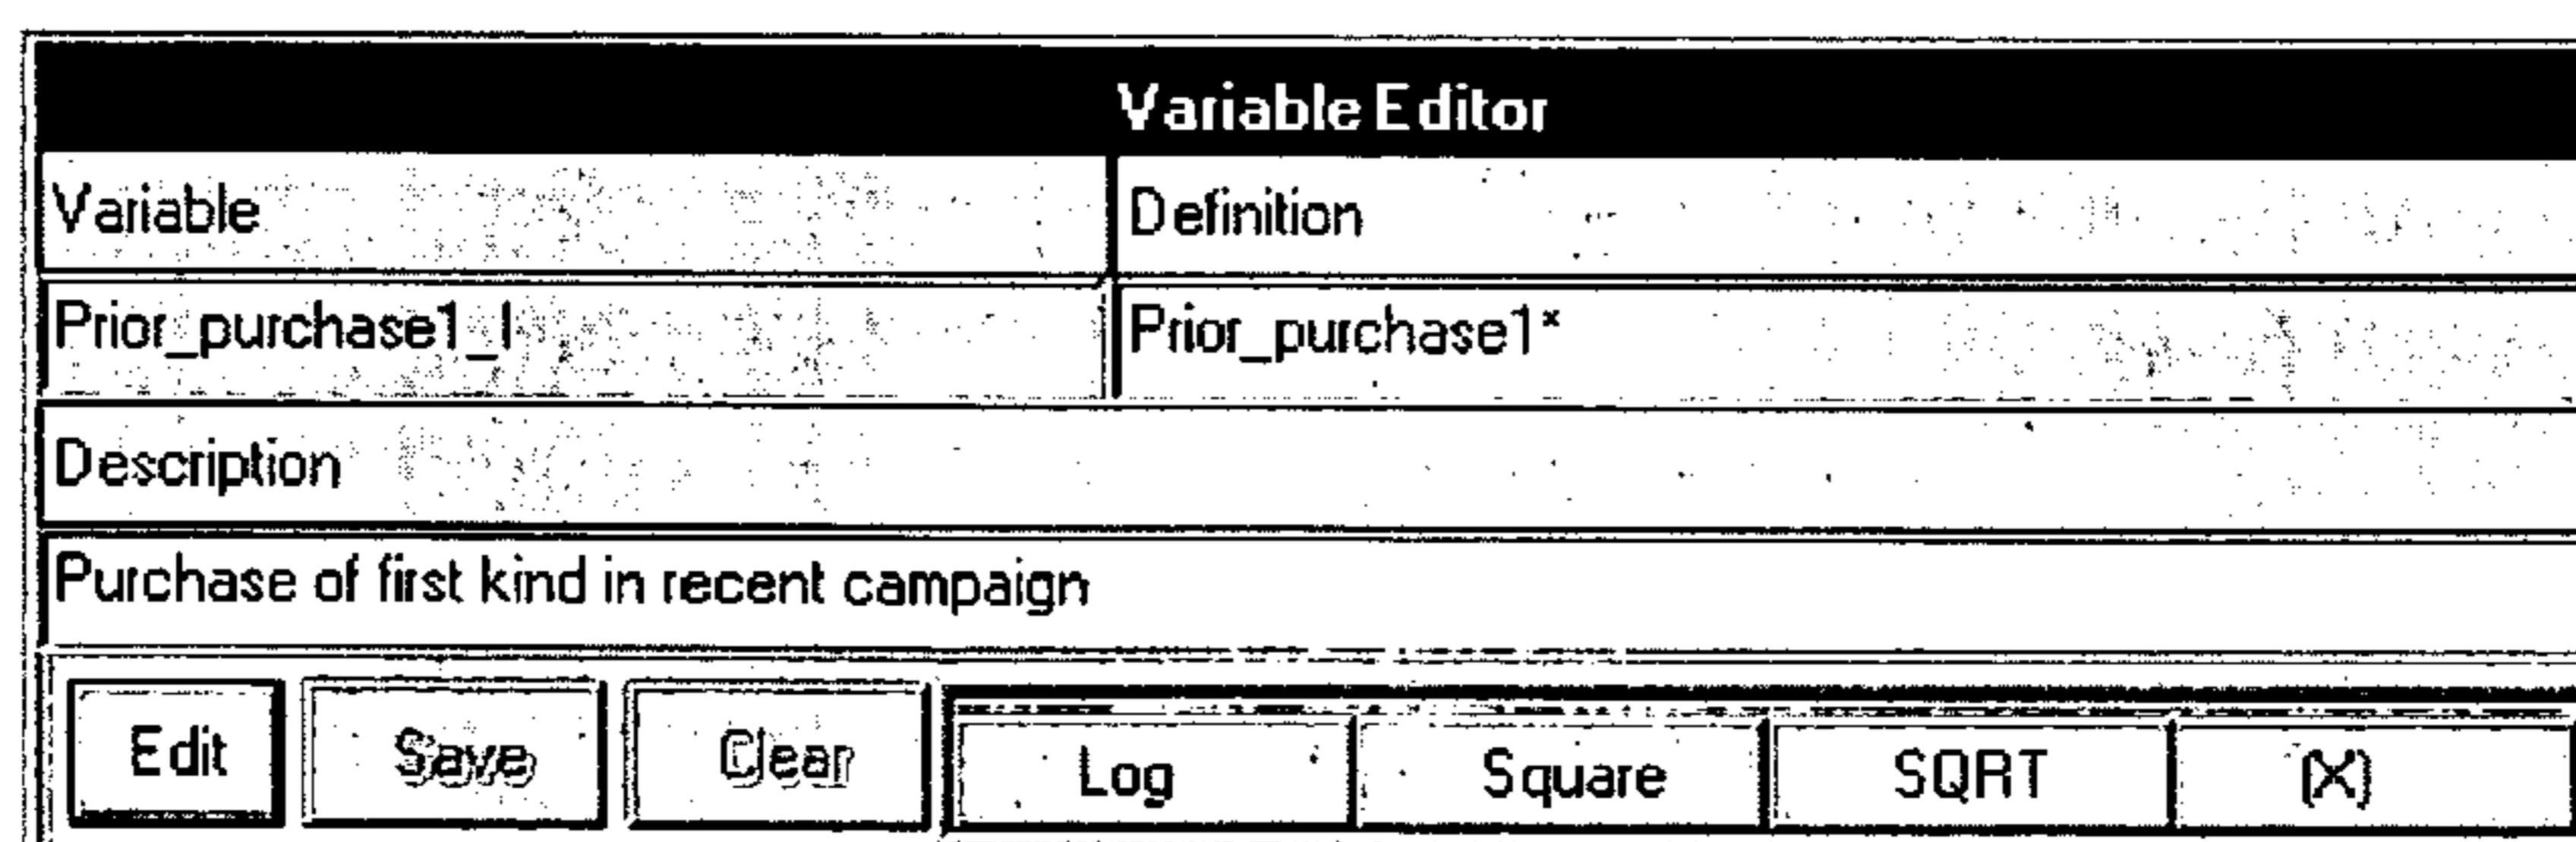 Variable Editor
Variable Definition
Prior_purchase1_I Prior_purchase1*
Description
Purchase of first kind in recent campaign
Edit Save Clear Log Square SQRT (X)